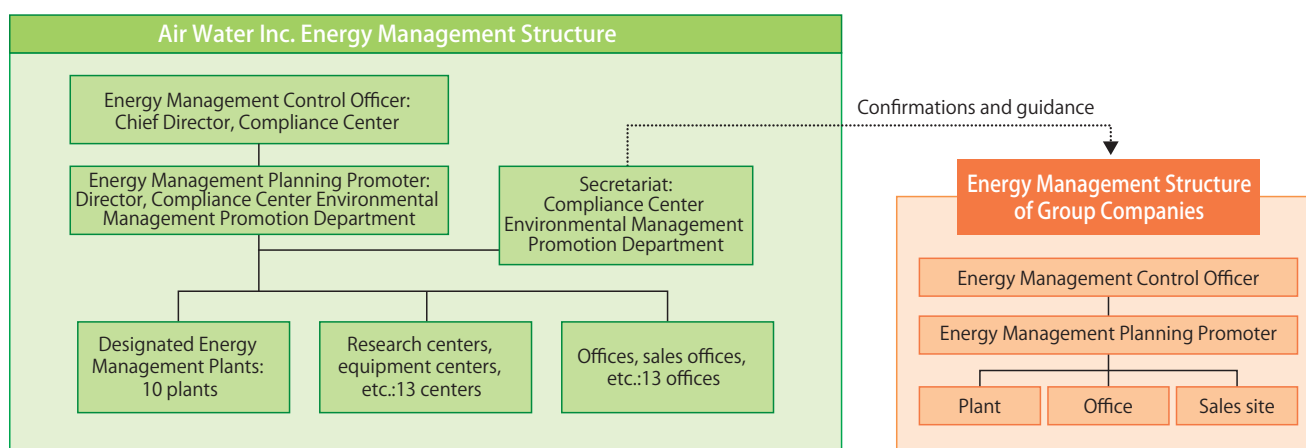 Air Water Inc. Energy Management Structure
Energy Management Control Officer:
Chief Director, Compliance Center
Energy Management Planning Promoter:
Director, Compliance Center Environmental
Management Promotion Department
Secretariat:
Compliance Center
Environmental Management
Promotion Department
Designated Energy
Management Plants:
10 plants
Research centers,
equipment centers,
etc.:13 centers
Offices, sales offices,
etc.:13 offices
Confirmations and guidance
Energy Management Structure
of Group Companies
Energy Management Control Officer
Energy Management Planning Promoter
Plant
Office
Sales site